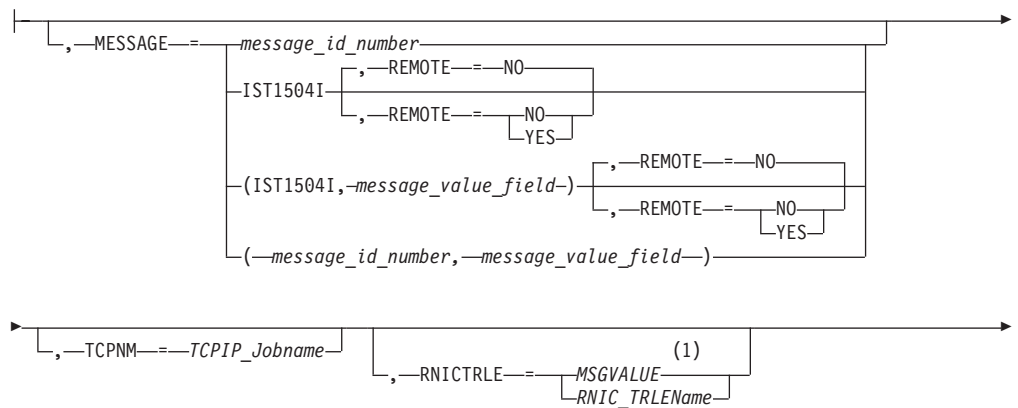 , MESSAGE = message_id_number
IST1504I , REMOTE = NO
, REMOTE = NO
YES
(IST1504I, message_value_field ) , REMOTE = NO
, REMOTE = NO
YES
( message_id_number, message_value_field )
, TCPNM = TCPIP_Jobname
(1)
, RNICTRLE = MSGVALUE
RNIC_TRLEName